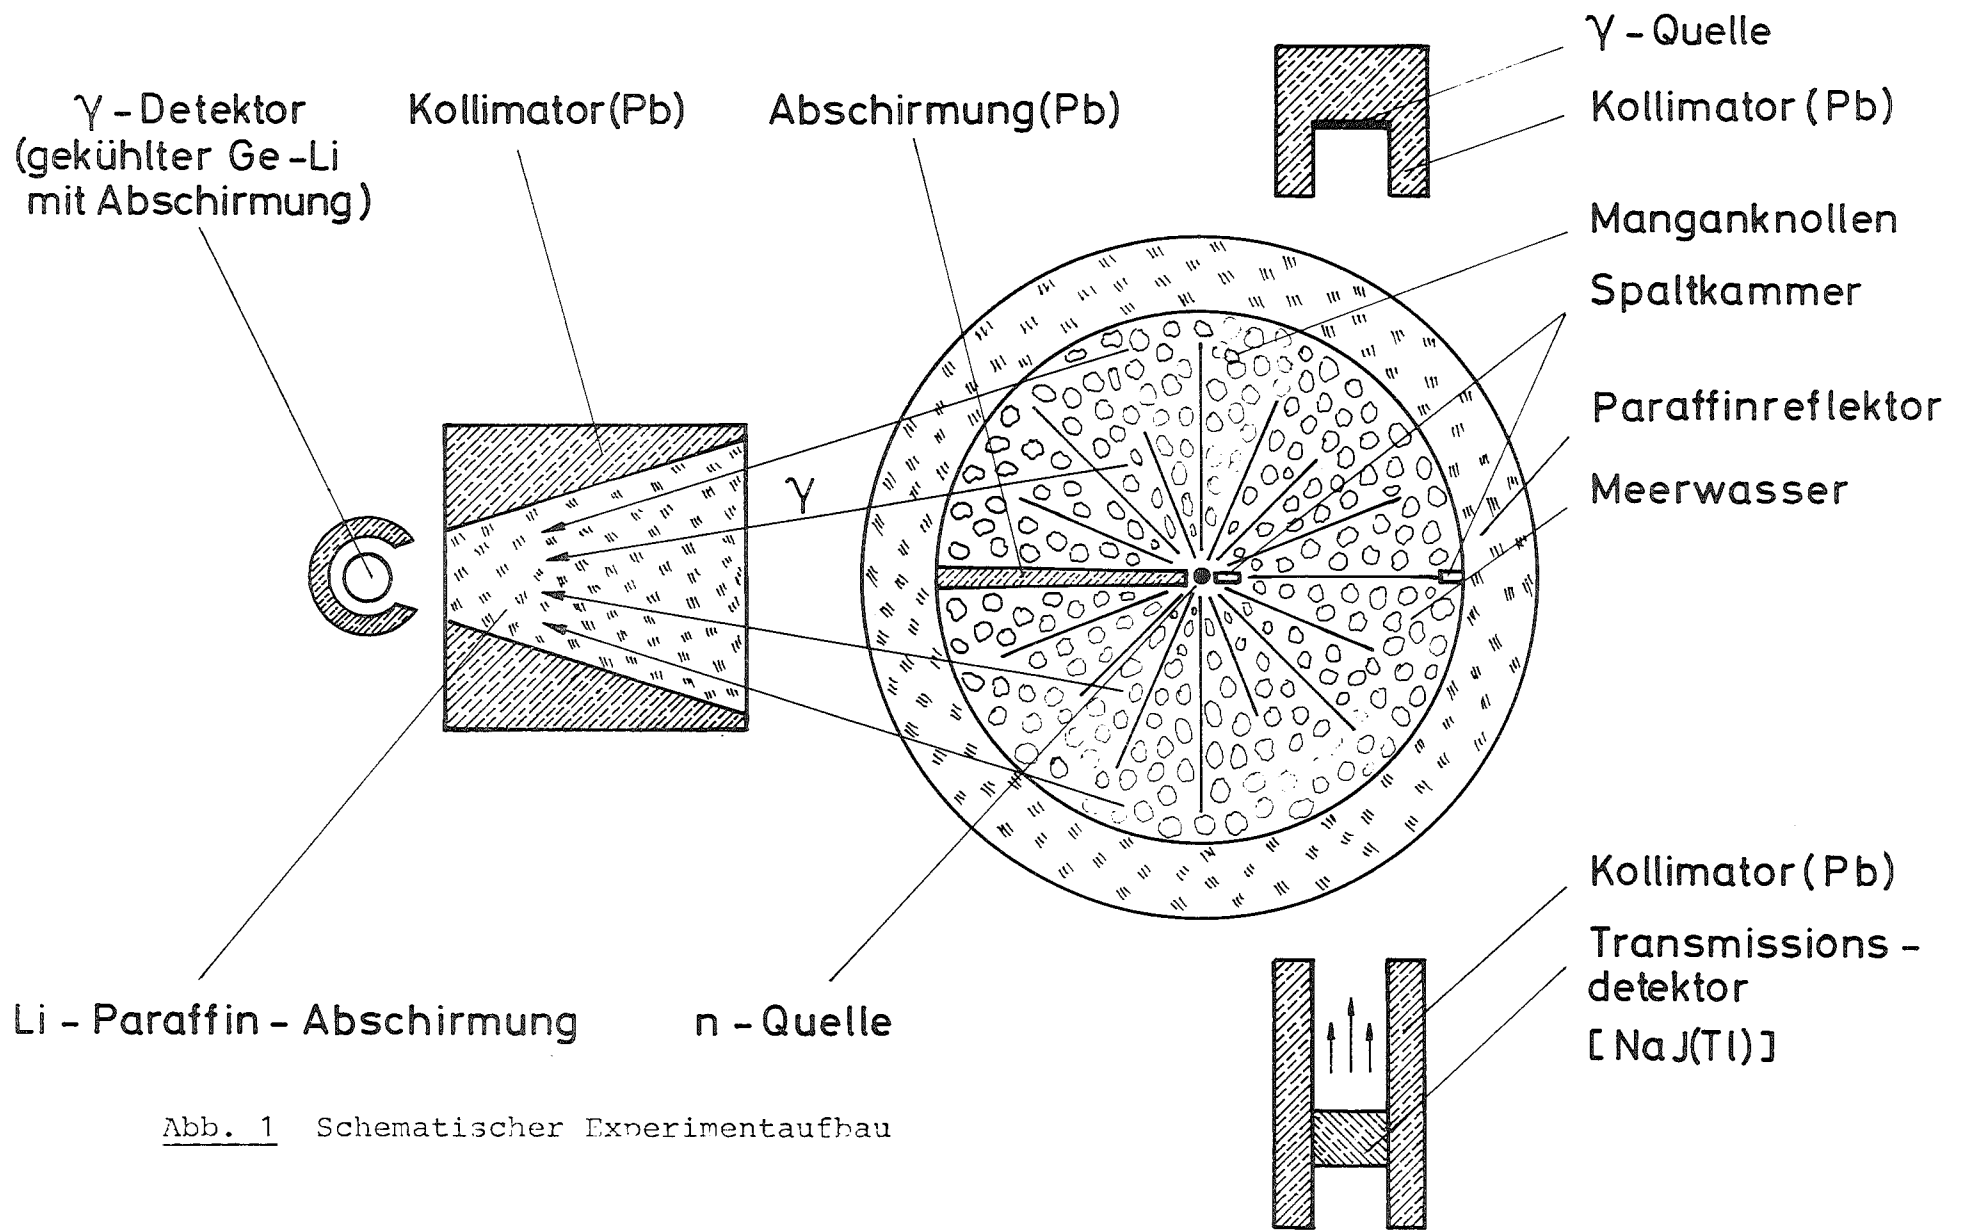 γ-Detektor
(gekühlter Ge-Li
mit Abschirmung)
Kollimator(Pb)
Abschirmung(Pb)
γ-Quelle
Kollimator(Pb)
Manganknollen
Spaltkammer
Paraffinreflektor
Meerwasser
γ
Kollimator(Pb)
Transmissions-
detektor
[NaJ(Tl)]
Li-Paraffin-Abschirmung
n-Quelle
Abb. 1 Schematischer Experimentaufbau